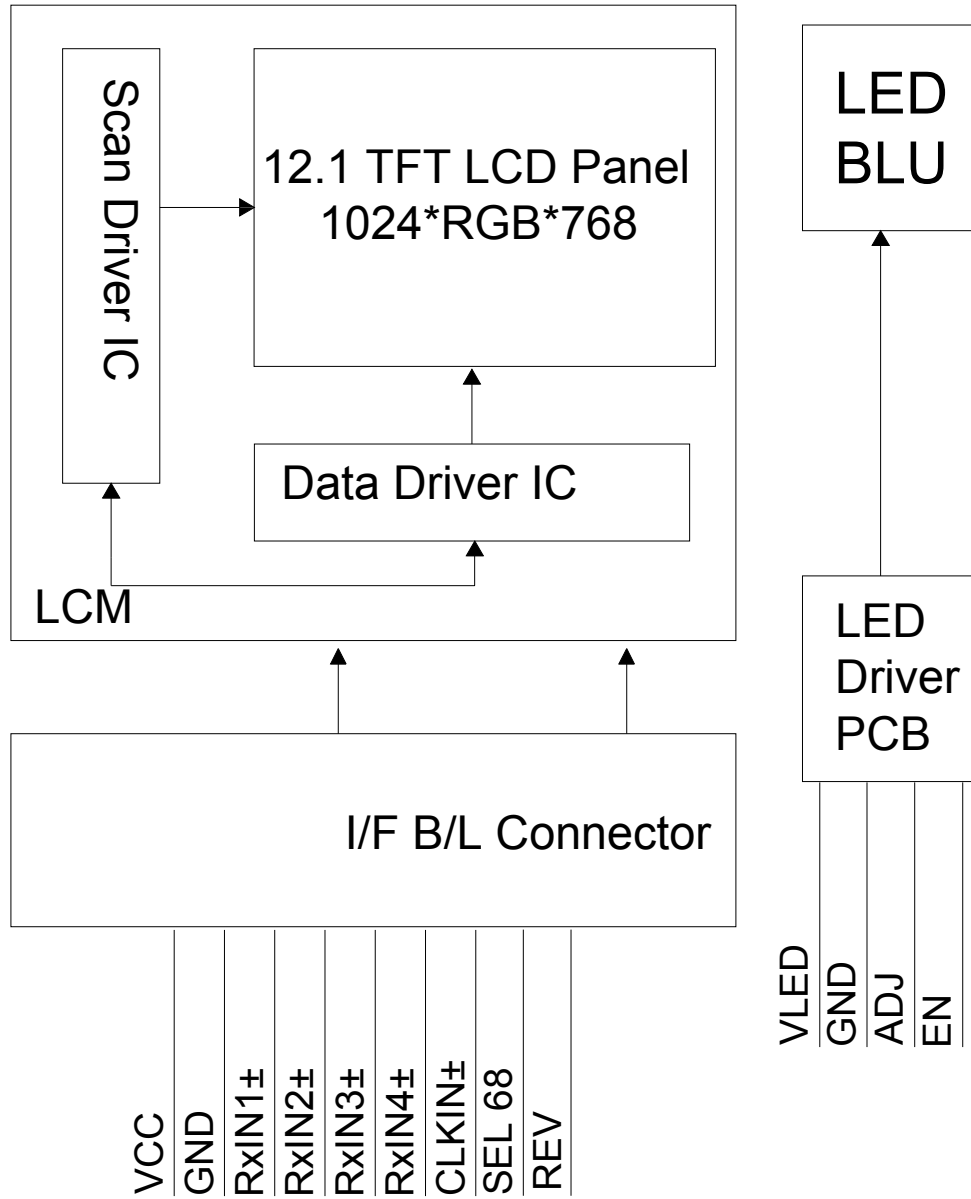 Scan Driver IC
12.1 TFT LCD Panel
1024*RGB*768
Data Driver IC
LCM
LED
BLU
LED
Driver
PCB
I/F B/L Connector
VLED
GND
ADJ
EN
VCC
GND
RxIN1±
RxIN2±
RxIN3±
RxIN4±
CLKIN±
SEL 68
REV